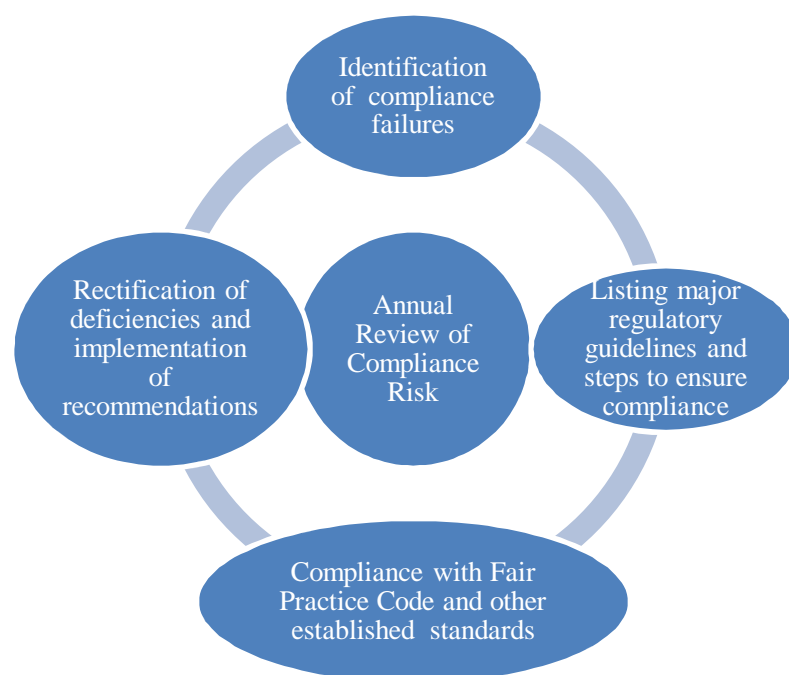 Identification
of compliance
failures
Rectification of
deficiencies and
implementation
of
recommendations
Annual
Review of
Compliance
Risk
Listing major
regulatory
guidelines and
steps to ensure
compliance
Compliance with Fair
Practice Code and other
established standards